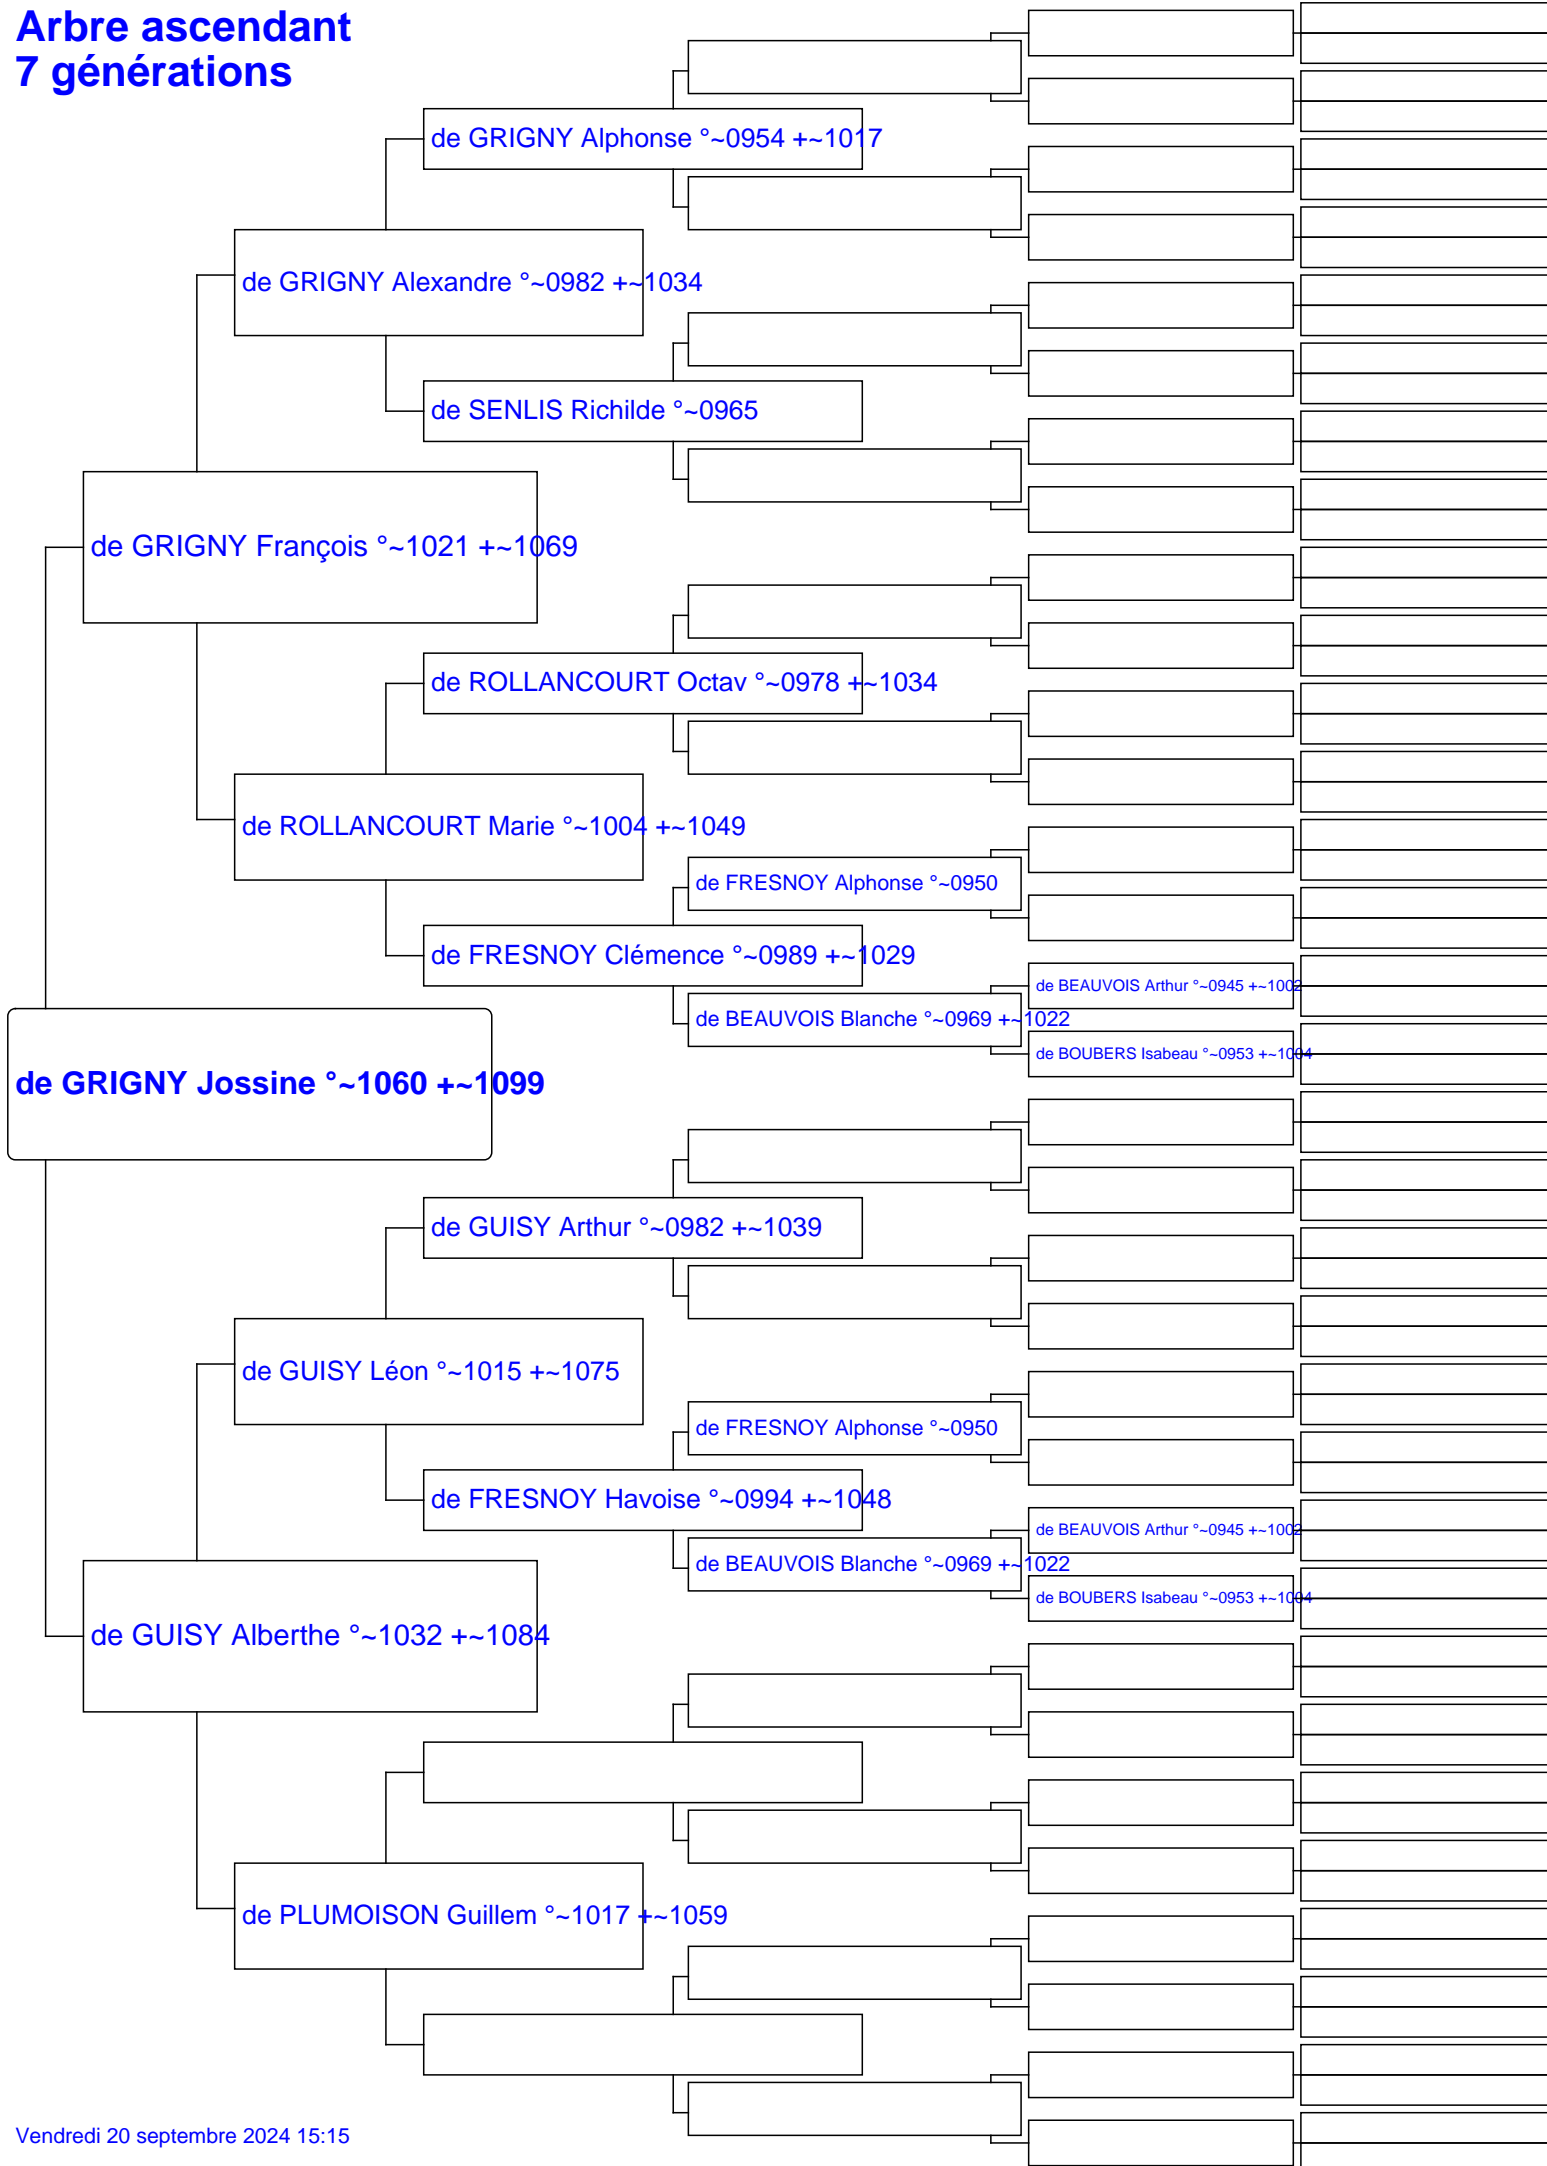 Arbre ascendant
7 générations
de GRIGNY Alphonse °~0954 +~1017
de GRIGNY Alexandre °~0982 +~1034
de SENLIS Richilde °~0965
de GRIGNY François °~1021 +~1069
de ROLLANCOURT Octav °~0978 +~1034
de ROLLANCOURT Marie °~1004 +~1049
de FRESNOY Alphonse °~0950
de FRESNOY Clémence °~0989 +~1029
de BEAUVOIS Arthur °~0945 +~1002
de BEAUVOIS Blanche °~0969 +~1022
de BOUBERS Isabeau °~0953 +~1004
de GRIGNY Jossine °~1060 +~1099
de GUISY Arthur °~0982 +~1039
de GUISY Léon °~1015 +~1075
de FRESNOY Alphonse °~0950
de FRESNOY Havoise °~0994 +~1048
de BEAUVOIS Arthur °~0945 +~1002
de BEAUVOIS Blanche °~0969 +~1022
de BOUBERS Isabeau °~0953 +~1004
de GUISY Alberthe °~1032 +~1084
de PLUMOISON Guillem °~1017 +~1059
Vendredi 20 septembre 2024 15:15